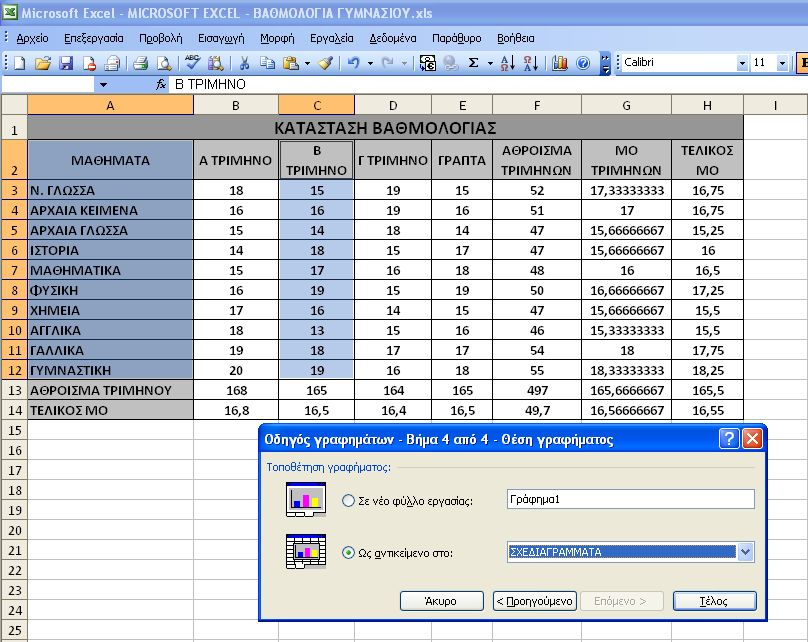 Microsoft Excel - MICROSOFT EXCEL - ΒΑΘΜΟΛΟΓΙΑ ΓΥΜΝΑΣΙΟΥ.xls
Αρχείο Επεξεργασία Προβολή Εισαγωγή Μορφή Εργαλεία Δεδομένα Παράθυρο Βοήθεια
Calibri 11 B
fx Β ΤΡΙΜΗΝΟ
A B C D E F G H I
1 ΚΑΤΑΣΤΑΣΗ ΒΑΘΜΟΛΟΓΙΑΣ
2 ΜΑΘΗΜΑΤΑ Α ΤΡΙΜΗΝΟ Β ΤΡΙΜΗΝΟ Γ ΤΡΙΜΗΝΟ ΓΡΑΠΤΑ ΑΘΡΟΙΣΜΑ ΤΡΙΜΗΝΩΝ ΜΟ ΤΡΙΜΗΝΩΝ ΤΕΛΙΚΟΣ ΜΟ
3 Ν. ΓΛΩΣΣΑ 18 15 19 15 52 17,33333333 16,75
4 ΑΡΧΑΙΑ ΚΕΙΜΕΝΑ 16 16 19 16 51 17 16,75
5 ΑΡΧΑΙΑ ΓΛΩΣΣΑ 15 14 18 14 47 15,66666667 15,25
6 ΙΣΤΟΡΙΑ 14 18 15 17 47 15,66666667 16
7 ΜΑΘΗΜΑΤΙΚΑ 15 17 16 18 48 16 16,5
8 ΦΥΣΙΚΗ 16 19 15 19 50 16,66666667 17,25
9 ΧΗΜΕΙΑ 17 16 14 15 47 15,66666667 15,5
10 ΑΓΓΛΙΚΑ 18 13 15 16 46 15,33333333 15,5
11 ΓΑΛΛΙΚΑ 19 18 17 17 54 18 17,75
12 ΓΥΜΝΑΣΤΙΚΗ 20 19 16 18 55 18,33333333 18,25
13 ΑΘΡΟΙΣΜΑ ΤΡΙΜΗΝΟΥ 168 165 164 165 497 165,6666667 165,5
14 ΤΕΛΙΚΟΣ ΜΟ 16,8 16,5 16,4 16,5 49,7 16,56666667 16,55
15
16
17
18
19
20
21
22
23
24
25
Οδηγός γραφημάτων - Βήμα 4 από 4 - Θέση γραφήματος
Τοποθέτηση γραφήματος:
Σε νέο φύλλο εργασίας: Γράφημα1
Ως αντικείμενο στο: ΣΧΕΔΙΑΓΡΑΜΜΑΤΑ
Άκυρο < Προηγούμενο Επόμενο > Τέλος